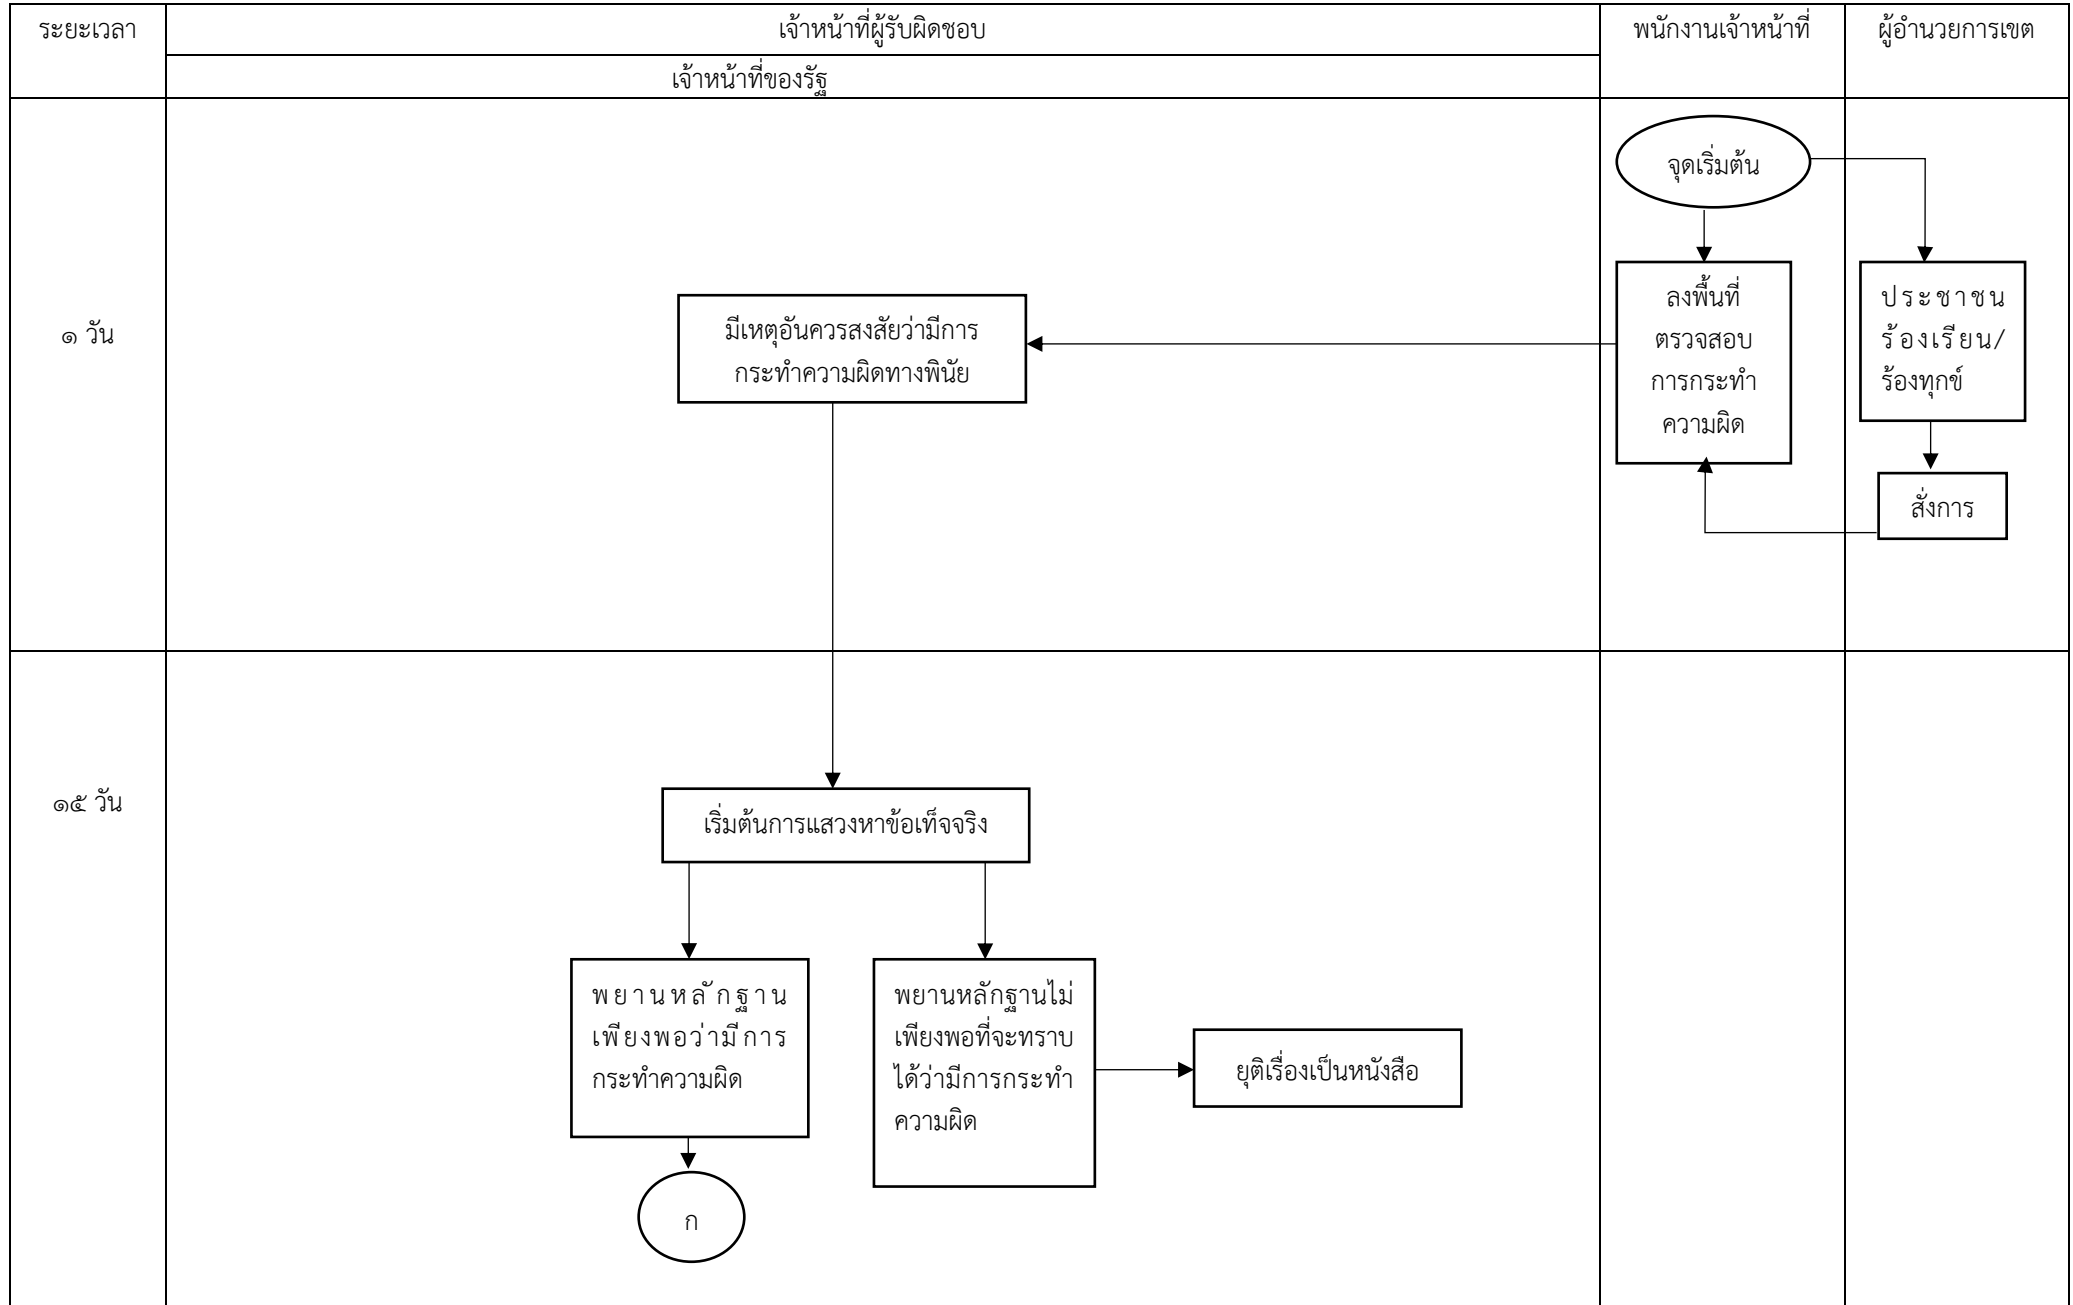 ระยะเวลา
เจ้าหน้าที่ผู้รับผิดชอบ
พนักงานเจ้าหน้าที่
ผู้อำนวยการเขต
เจ้าหน้าที่ของรัฐ
๑ วัน
จุดเริ่มต้น
ลงพื้นที่
ตรวจสอบ
การกระทำ
ความผิด
ประชาชน
ร้องเรียน/
ร้องทุกข์
มีเหตุอันควรสงสัยว่ามีการ
กระทำความผิดทางพินัย
สั่งการ
๑๕ วัน
เริ่มต้นการแสวงหาข้อเท็จจริง
พยานหลักฐาน
เพียงพอว่ามีการ
กระทำความผิด
พยานหลักฐานไม่
เพียงพอที่จะทราบ
ได้ว่ามีการกระทำ
ความผิด
ยุติเรื่องเป็นหนังสือ
ก